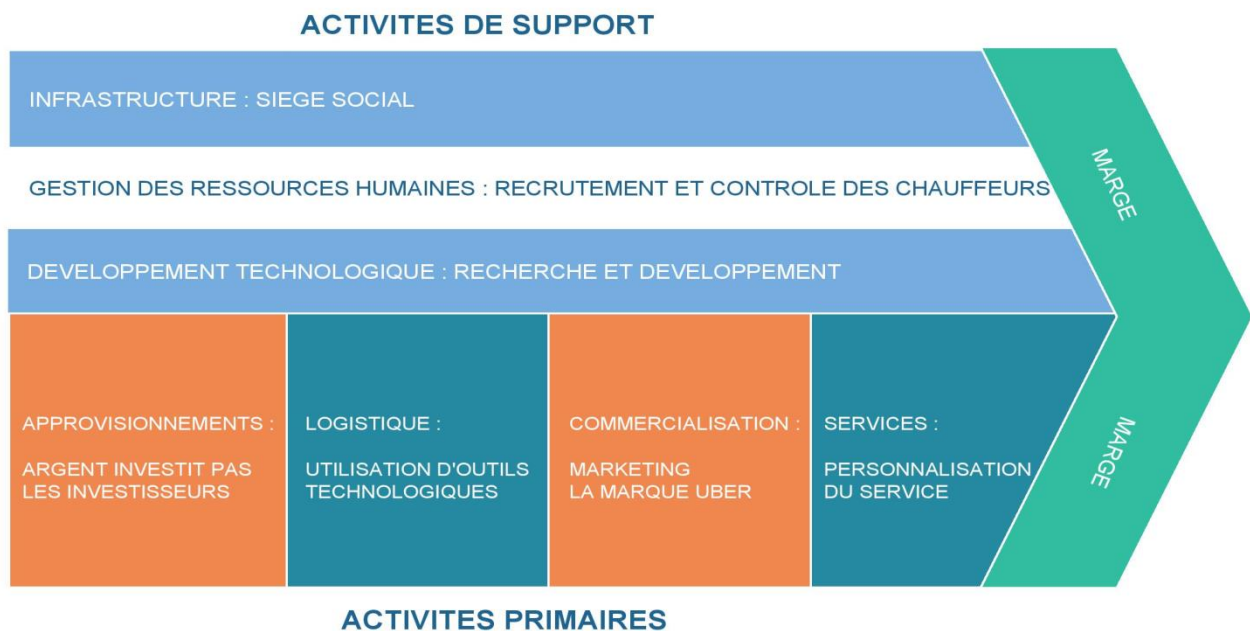 ACTIVITES DE SUPPORT
INFRASTRUCTURE : SIEGE SOCIAL
GESTION DES RESSOURCES HUMAINES : RECRUTEMENT ET CONTROLE DES CHAUFFEURS
DEVELOPPEMENT TECHNOLOGIQUE : RECHERCHE ET DEVELOPPEMENT
MARGE
APPROVISIONNEMENTS :
ARGENT INVESTIT PAS
LES INVESTISSEURS
LOGISTIQUE :
UTILISATION D'OUTILS
TECHNOLOGIQUES
COMMERCIALISATION :
MARKETING
LA MARQUE UBER
SERVICES :
PERSONNALISATION
DU SERVICE
MARGE
ACTIVITES PRIMAIRES